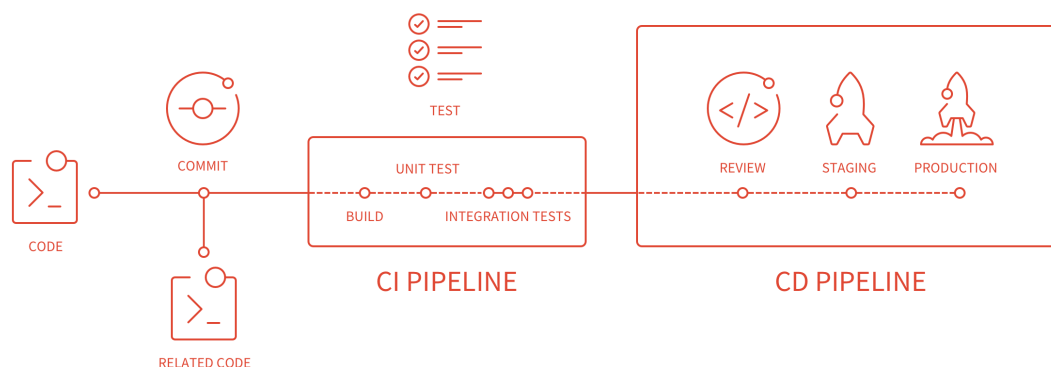 TEST
COMMIT
UNIT TEST
REVIEW
STAGING
PRODUCTION
BUILD
INTEGRATION TESTS
CODE
CI PIPELINE
CD PIPELINE
RELATED CODE